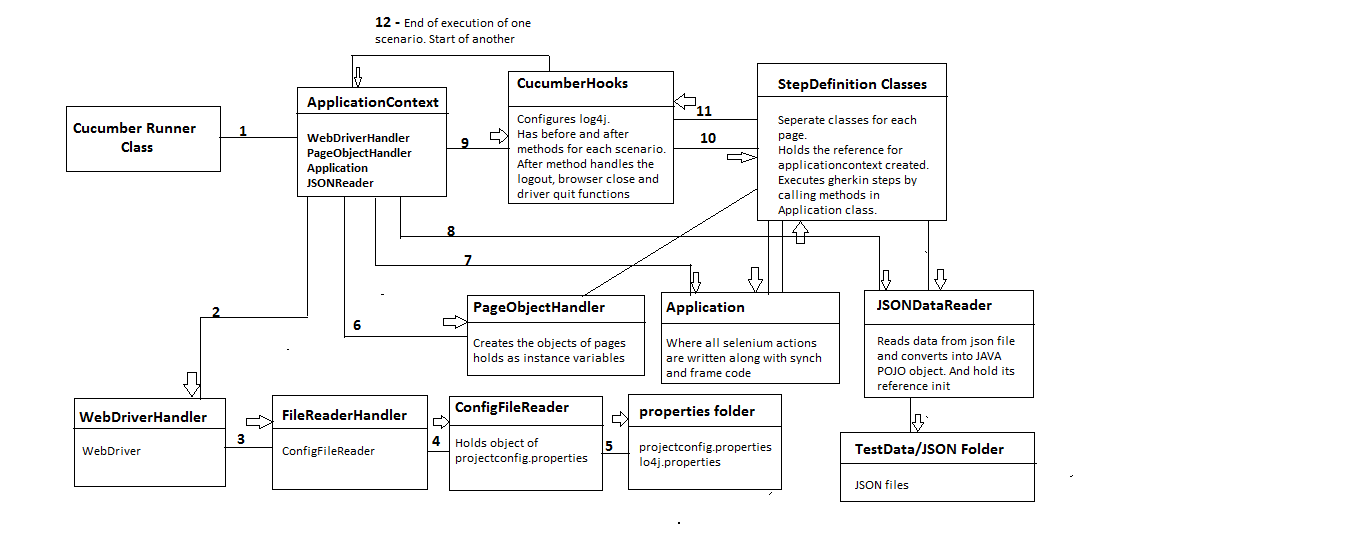 12 - End of execution of one
scenario. Start of another
Cucumber Runner
Class
1
ApplicationContext
WebDriverHandler
PageObjectHandler
Application
JSONReader
9
CucumberHooks
Configures log4j.
Has before and after
methods for each scenario.
After method handles the
logout, browser close and
driver quit functions
11
10
StepDefinition Classes
Seperate classes for each
page.
Holds the reference for
applicationcontext created.
Executes gherkin steps by
calling methods in
Application class.
8
7
2
6
PageObjectHandler
Creates the objects of pages
holds as instance variables
Application
Where all selenium actions
are written along with synch
and frame code
JSONDataReader
Reads data from json file
and converts into JAVA
POJO object. And hold its
reference init
WebDriverHandler
WebDriver
3
FileReaderHandler
ConfigFileReader
4
ConfigFileReader
Holds object of
projectconfig.properties
5
properties folder
projectconfig.properties
lo4j.properties
TestData/JSON Folder
JSON files